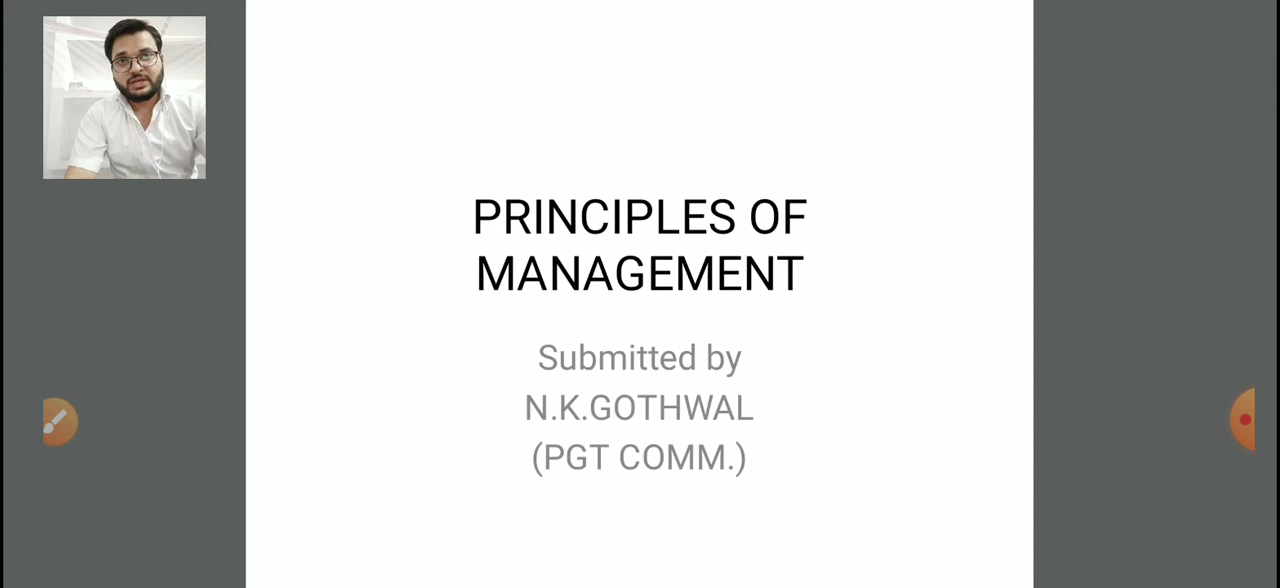 PRINCIPLES OF
MANAGEMENT
Submitted by
N.K.GOTHWAL
(PGT COMM.)